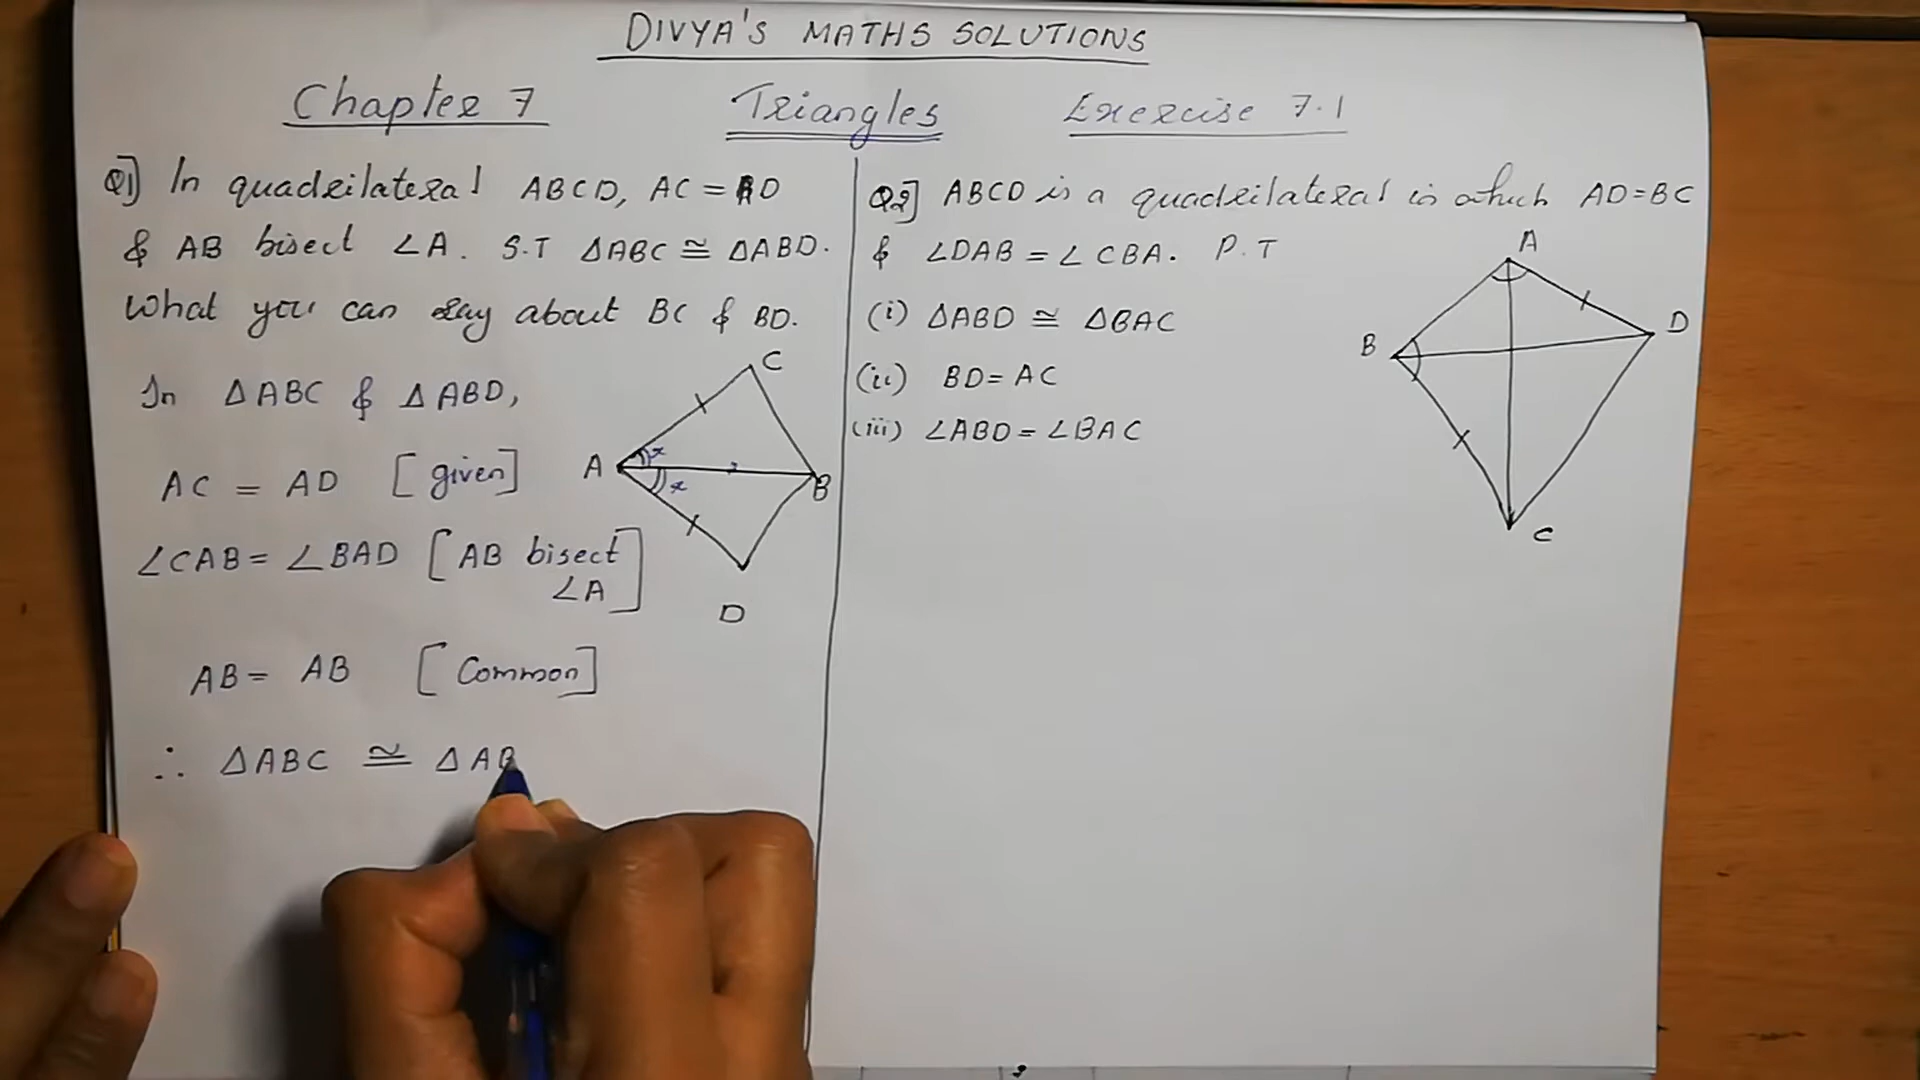 DIVYA'S MATHS SOLUTIONS
Chapter 7 Triangles Exercise 7.1
Q1] In quadrilateral ABCD, AC = AD
& AB bisect ∠A. S.T ΔABC ≅ ΔABD.
What you can say about BC & BD.
In ΔABC & ΔABD,
AC = AD [given]
∠CAB = ∠BAD [AB bisect
∠A]
AB = AB [Common]
∴ ΔABC ≅ ΔAB
C
A
x
x
B
D
Q2] ABCD is a quadrilateral in which AD=BC
& ∠DAB = ∠CBA. P.T
(i) ΔABD ≅ ΔBAC
(ii) BD = AC
(iii) ∠ABD = ∠BAC
A
B
D
C